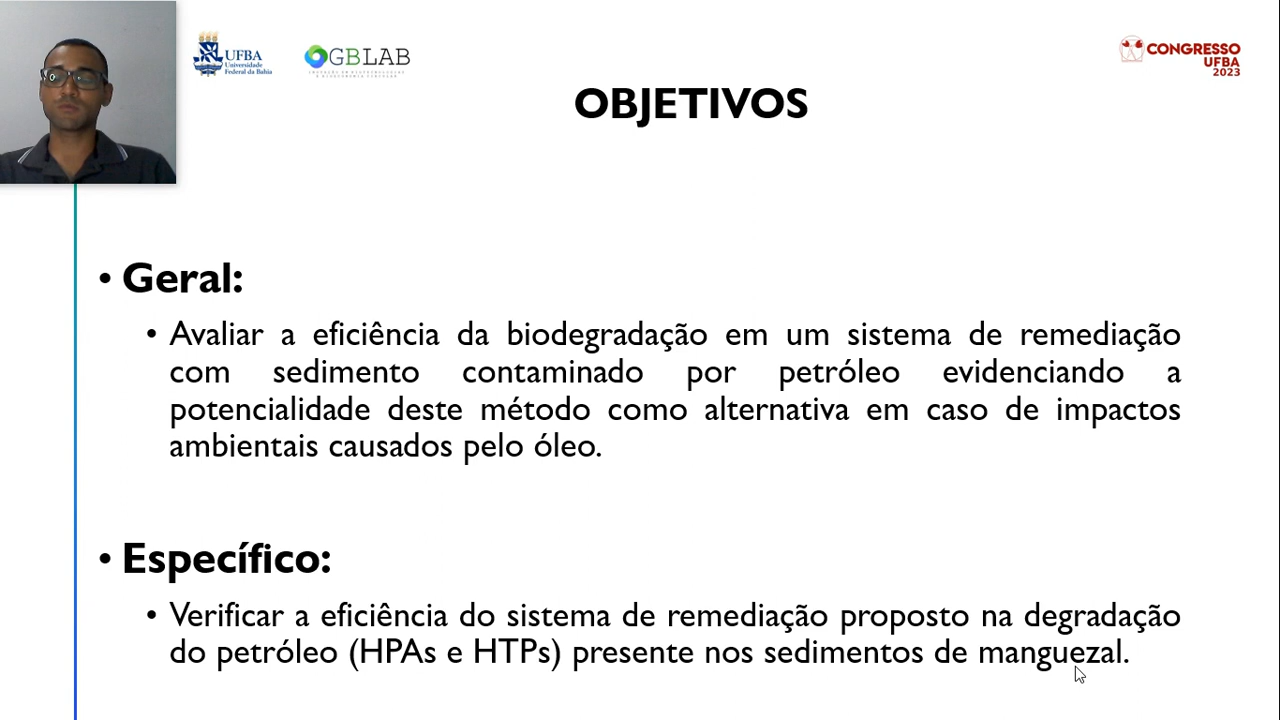 UFBA
Universidade
Federal da Bahia
GBLAB
CONGRESSO
UFBA
2023
OBJETIVOS
• Geral:
• Avaliar a eficiência da biodegradação em um sistema de remediação
com sedimento contaminado por petróleo evidenciando a
potencialidade deste método como alternativa em caso de impactos
ambientais causados pelo óleo.
• Específico:
• Verificar a eficiência do sistema de remediação proposto na degradação
do petróleo (HPAs e HTPs) presente nos sedimentos de manguezal.